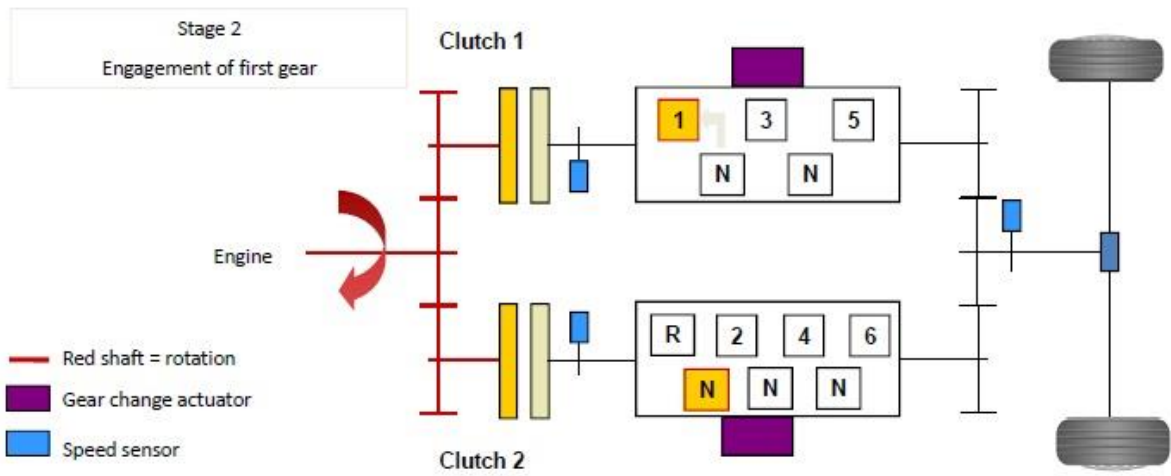 Stage 2
Engagement of first gear
Clutch 1
1 3 5
N N
Engine
R 2 4 6
N N N
Red shaft = rotation
Gear change actuator
Speed sensor
Clutch 2